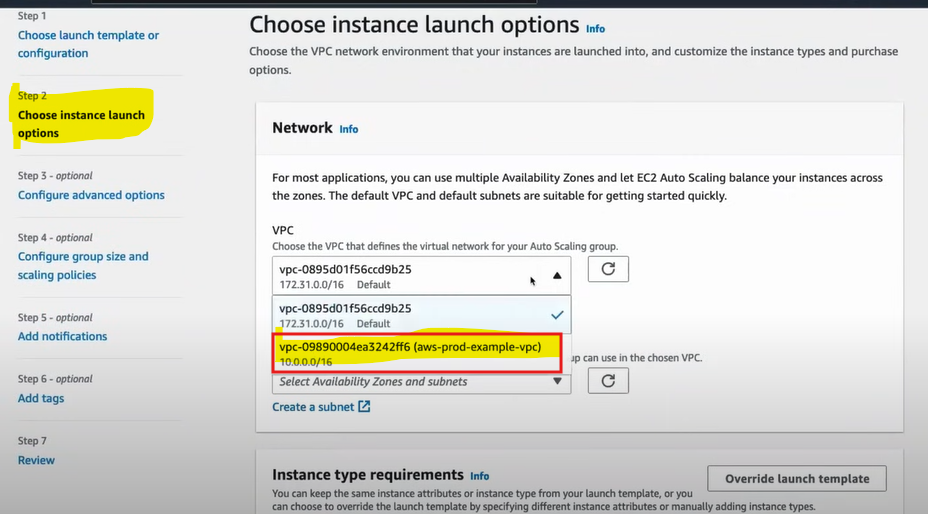 Step 1
Choose launch template or
configuration
Step 2
Choose instance launch
options
Step 3 - optional
Configure advanced options
Step 4 - optional
Configure group size and
scaling policies
Step 5 - optional
Add notifications
Step 6 - optional
Add tags
Step 7
Review
Choose instance launch options Info
Choose the VPC network environment that your instances are launched into, and customize the instance types and purchase
options.
Network Info
For most applications, you can use multiple Availability Zones and let EC2 Auto Scaling balance your instances across
the zones. The default VPC and default subnets are suitable for getting started quickly.
VPC
Choose the VPC that defines the virtual network for your Auto Scaling group.
vpc-0895d01f56ccd9b25
172.31.0.0/16 Default
vpc-0895d01f56ccd9b25
172.31.0.0/16 Default
vpc-09890004ea3242ff6 (aws-prod-example-vpc)
10.0.0.0/16
up can use in the chosen VPC.
Select Availability Zones and subnets
Create a subnet
Instance type requirements Info
Override launch template
You can keep the same instance attributes or instance type from your launch template, or you
can choose to override the launch template by specifying different instance attributes or manually adding instance types.